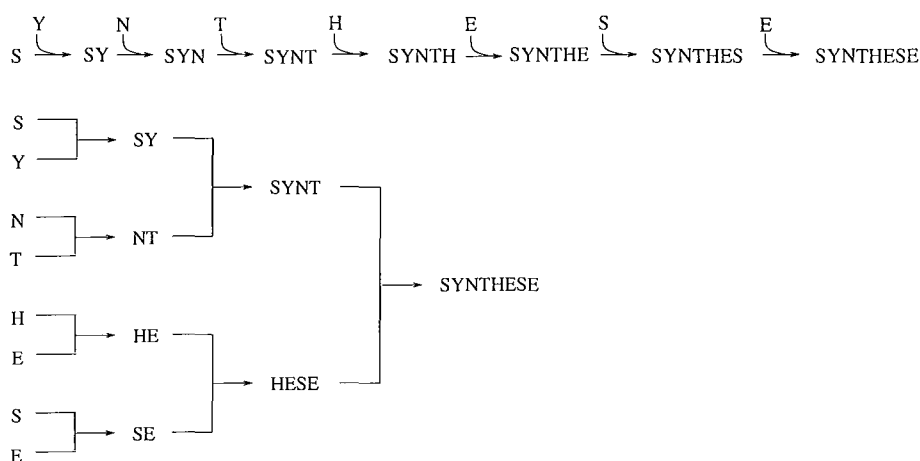 Y N T H E S E
S SY SYN SYNT SYNTH SYNTHE SYNTHES SYNTHESE
S
SY
Y
SYNT
N
NT
T
SYNTHESE
H
HE
E
HESE
S
SE
E